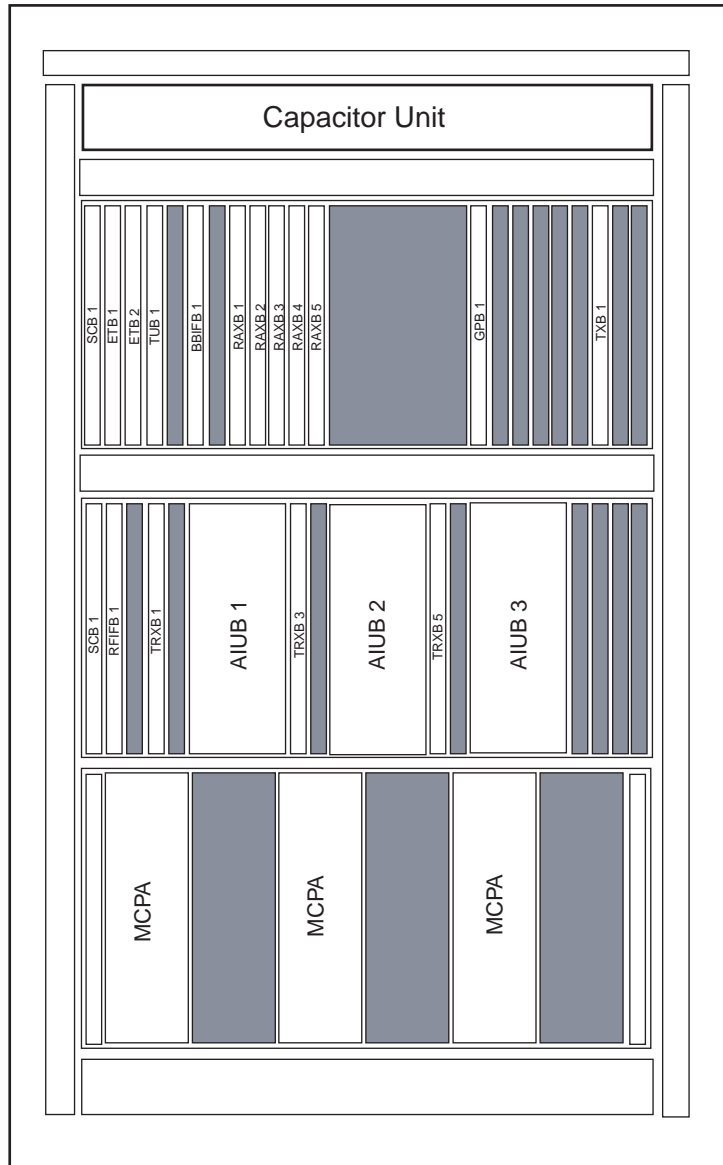 Capacitor Unit
SCB 1
ETB 1
ETB 2
TUB 1
BBIFB 1
RAXB 1
RAXB 2
RAXB 3
RAXB 4
RAXB 5
GPB 1
TXB 1
SCB 1
RFIFB 1
TRXB 1
AIUB 1
TRXB 3
AIUB 2
TRXB 5
AIUB 3
MCPA
MCPA
MCPA